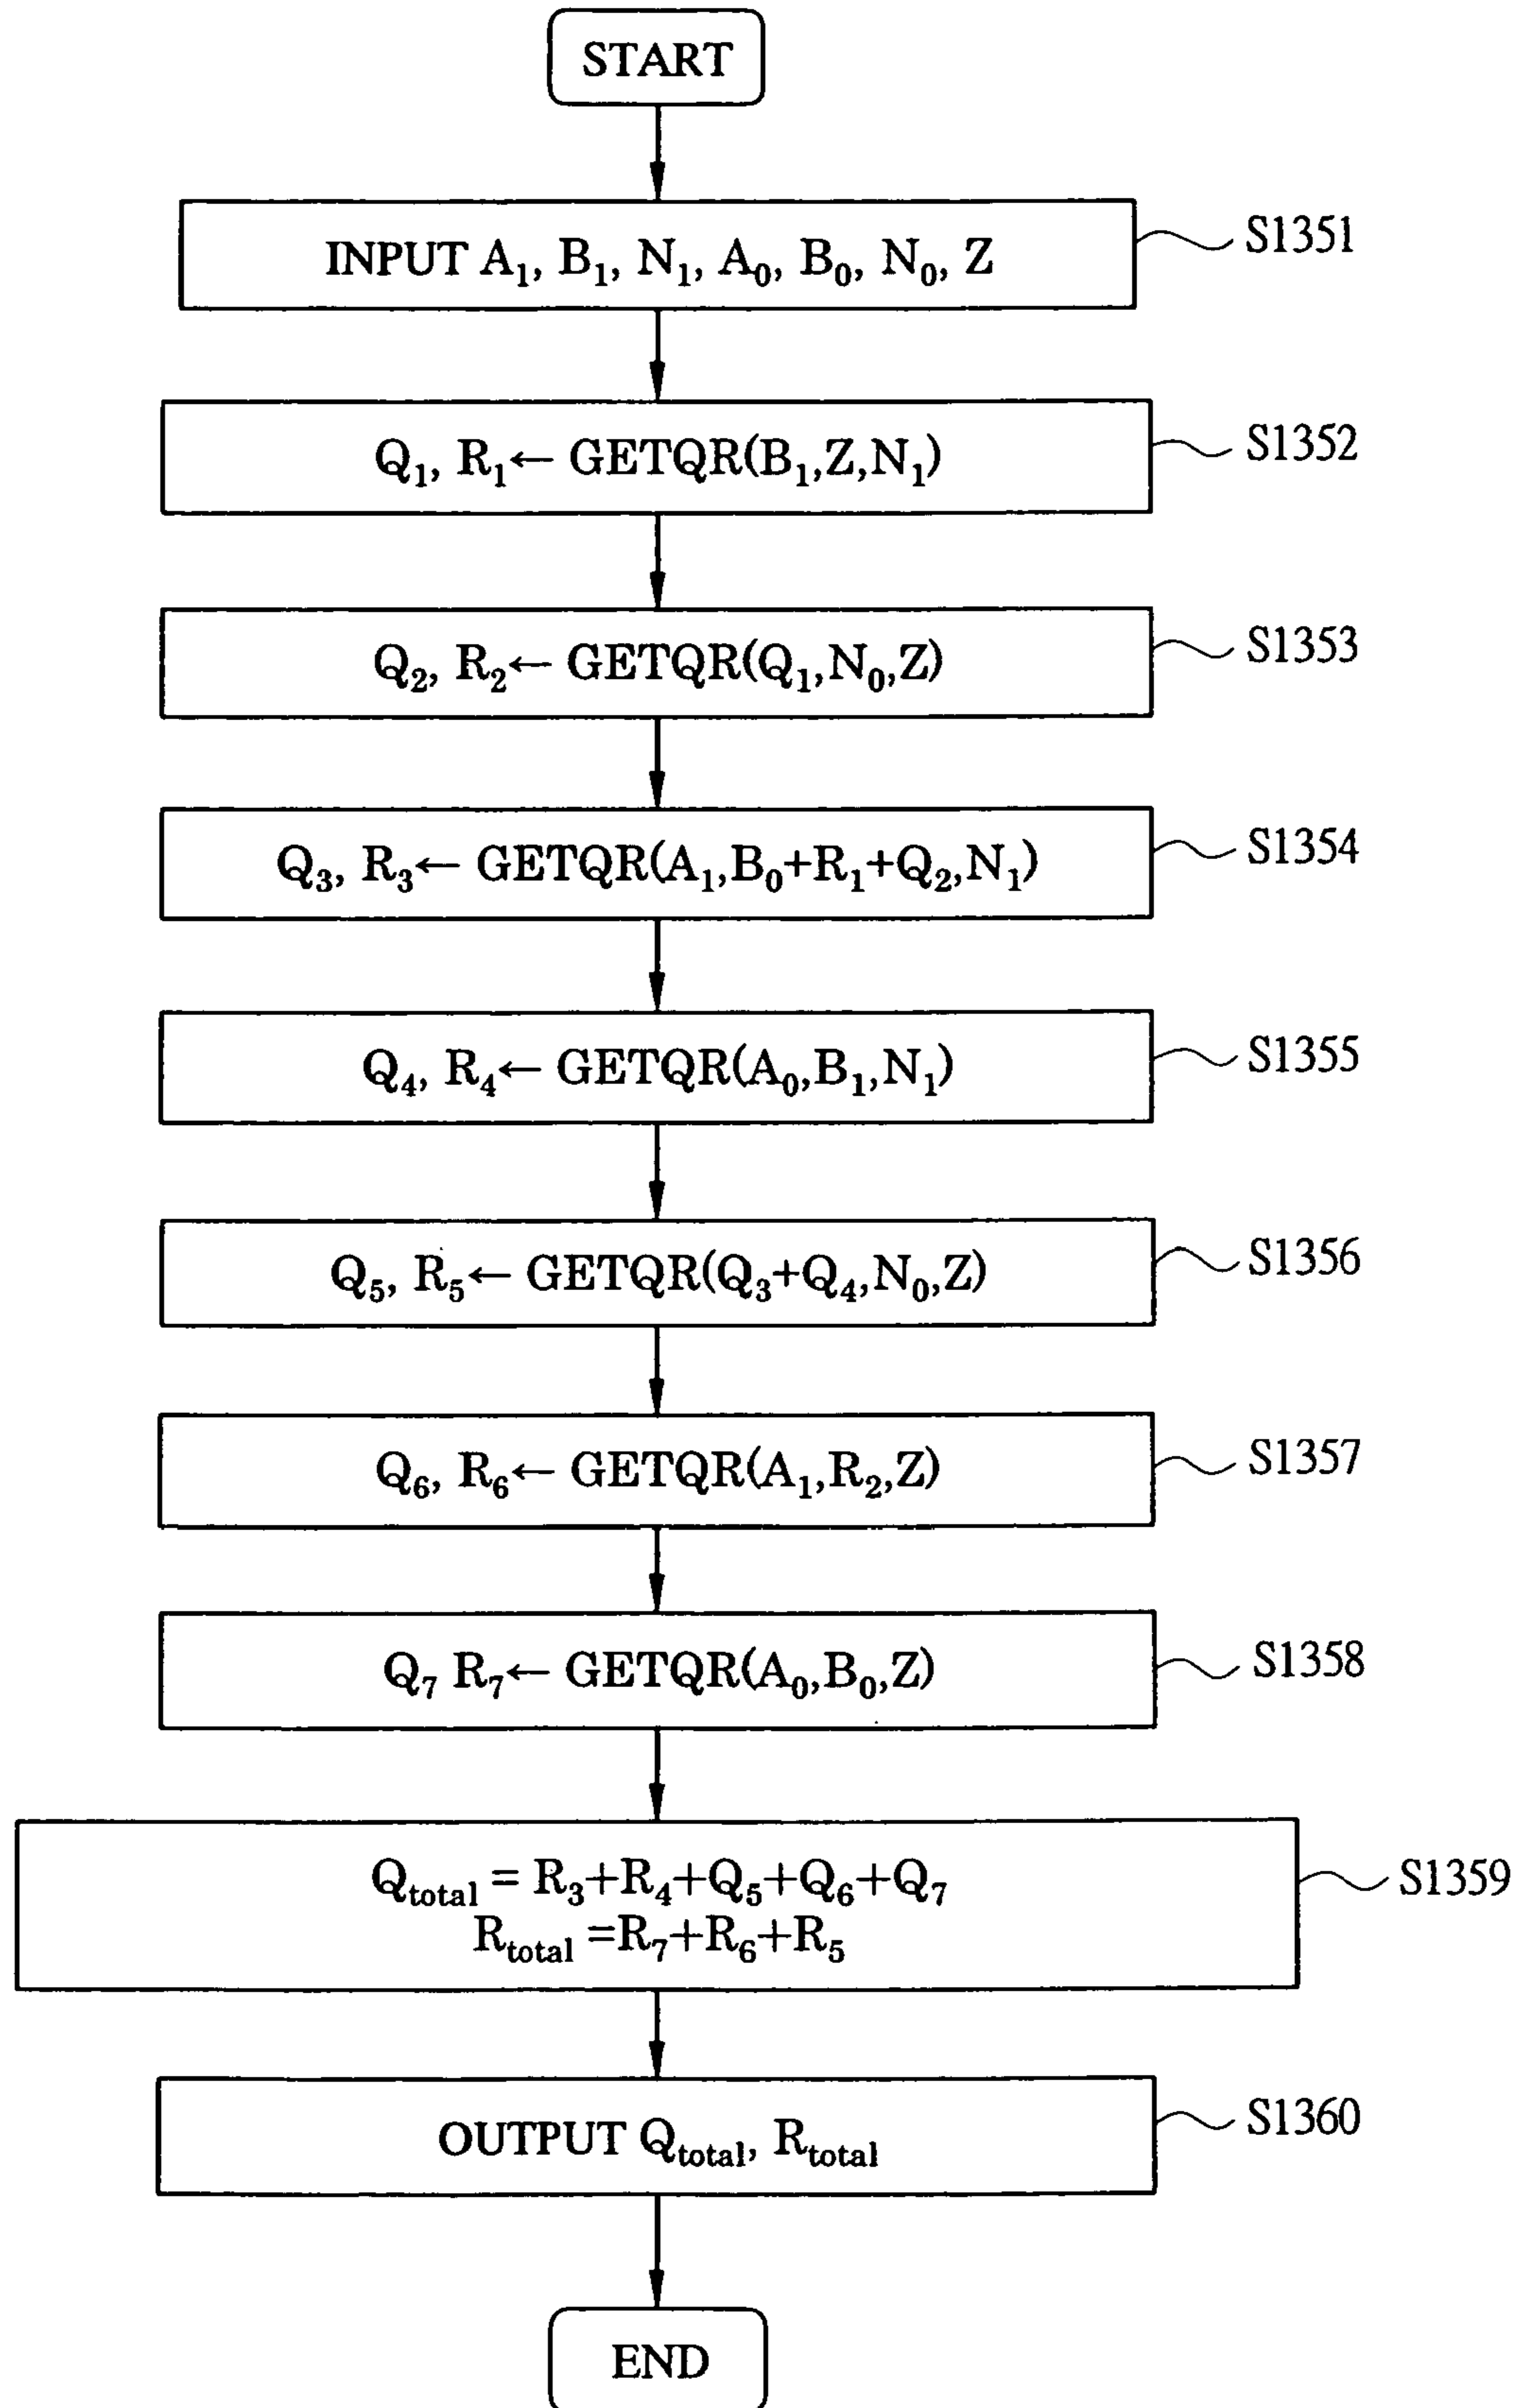 START
INPUT A₁, B₁, N₁, A₀, B₀, N₀, Z
S1351
Q₁, R₁← GETQR(B₁,Z,N₁)
S1352
Q₂, R₂← GETQR(Q₁,N₀,Z)
S1353
Q₃, R₃← GETQR(A₁,B₀+R₁+Q₂,N₁)
S1354
Q₄, R₄← GETQR(A₀,B₁,N₁)
S1355
Q₅, R₅← GETQR(Q₃+Q₄,N₀,Z)
S1356
Q₆, R₆← GETQR(A₁,R₂,Z)
S1357
Q₇ R₇← GETQR(A₀,B₀,Z)
S1358
Qtotal = R₃+R₄+Q₅+Q₆+Q₇
Rtotal =R₇+R₆+R₅
S1359
OUTPUT Qtotal, Rtotal
S1360
END